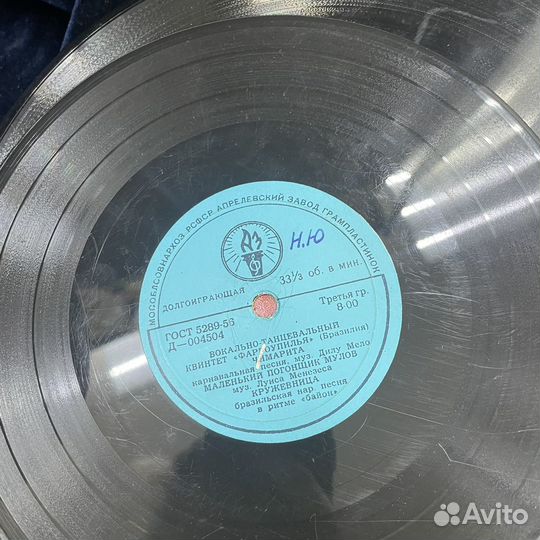 МОСОБЛСОВНАРХОЗ РСФСР АПРЕЛЕВСКИЙ ЗАВОД ГРАМПЛАСТИНОК
АЗ
Н.Ю
ДОЛГОИГРАЮЩАЯ 33⅓ об. в мин.
ГОСТ 5289-56 Третья гр.
Д—004504 8-00
ВОКАЛЬНО-ТАНЦЕВАЛЬНЫЙ
КВИНТЕТ «ФАРРОУПИЛЬЯ» (Бразилия)
ЧИМАРИТА
карнавальная песня, муз. Дилу Мело
МАЛЕНЬКИЙ ПОГОНЩИК МУЛОВ
муз. Луиса Менезеса
КРУЖЕВНИЦА
бразильская нар. песня
в ритме «байон»
Avito